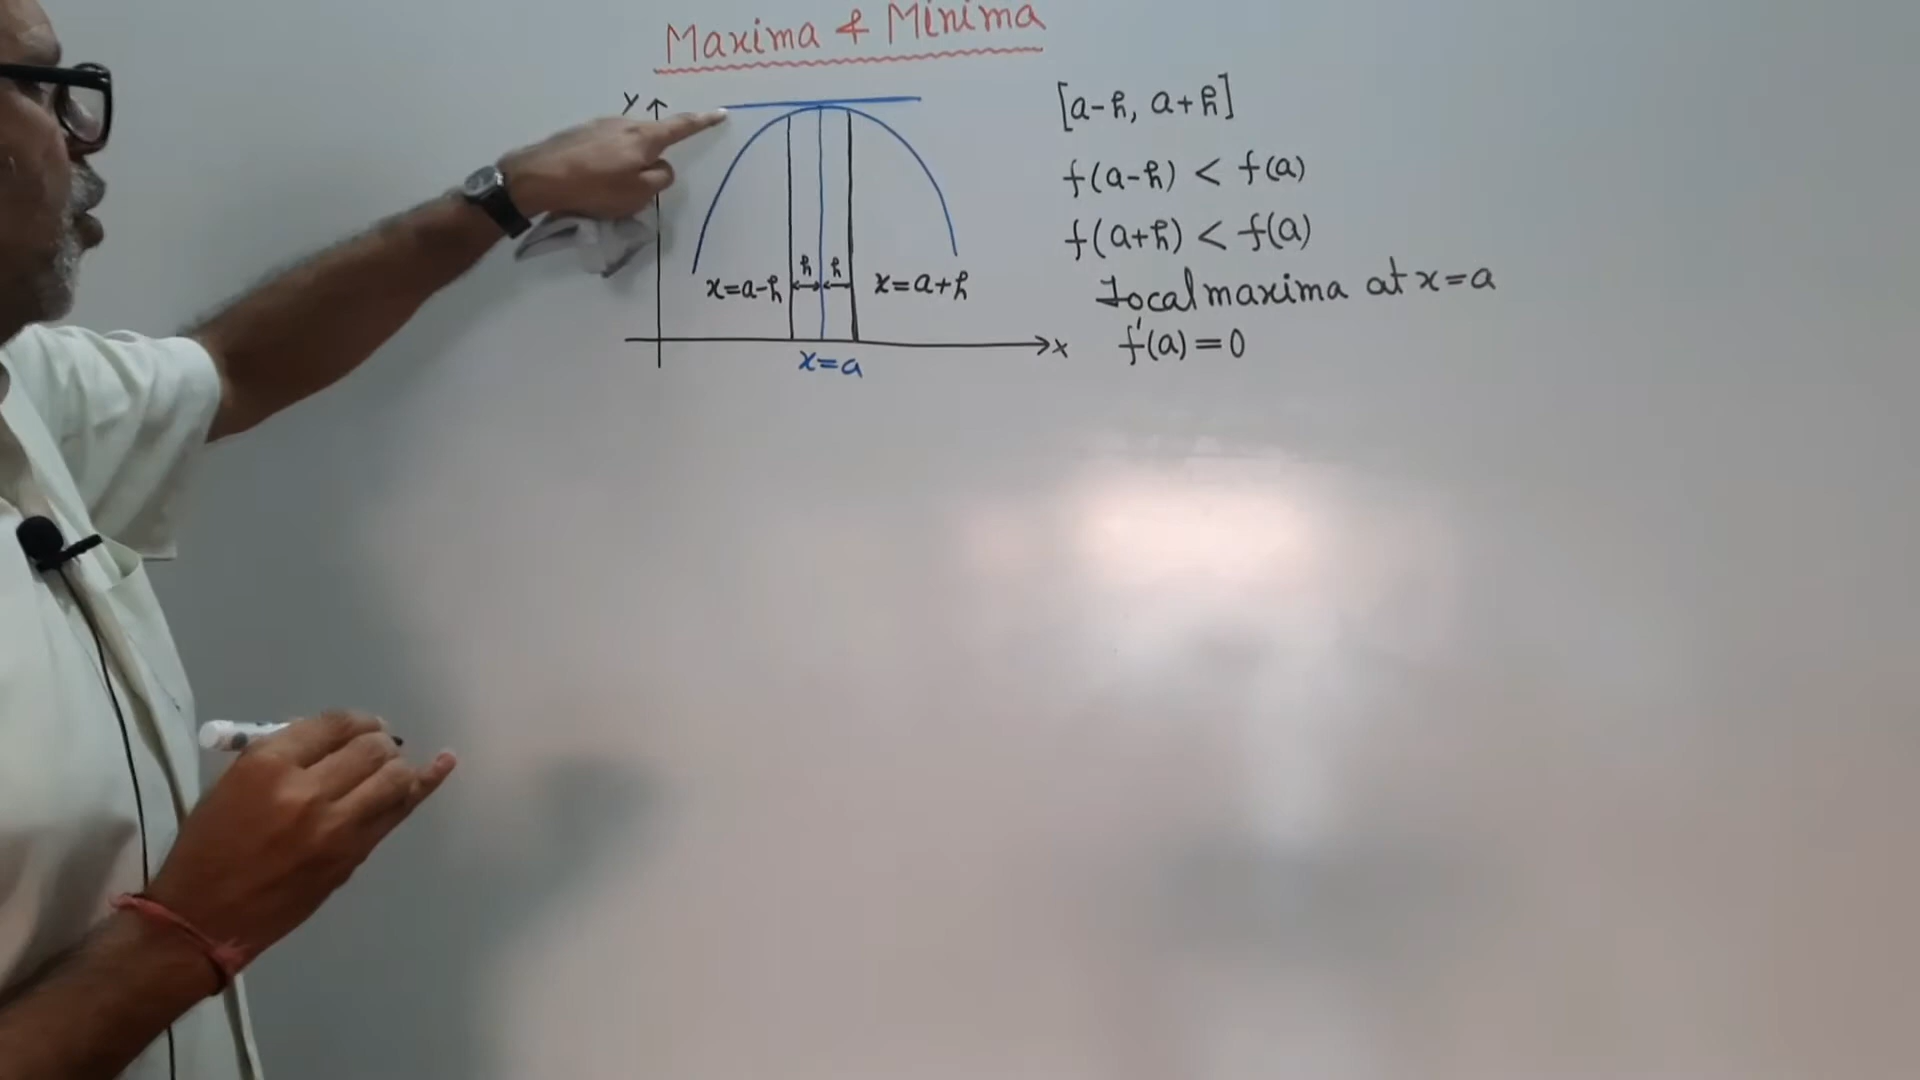 Maxima & Minima
Y
h h
x=a-h x=a+h
x
x=a
[a-h, a+h]
f(a-h) < f(a)
f(a+h) < f(a)
Local maxima at x=a
f'(a)=0